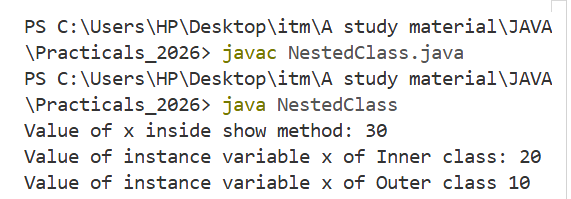 PS C:\Users\HP\Desktop\itm\A study material\JAVA
\Practicals_2026> javac NestedClass.java
PS C:\Users\HP\Desktop\itm\A study material\JAVA
\Practicals_2026> java NestedClass
Value of x inside show method: 30
Value of instance variable x of Inner class: 20
Value of instance variable x of Outer class 10